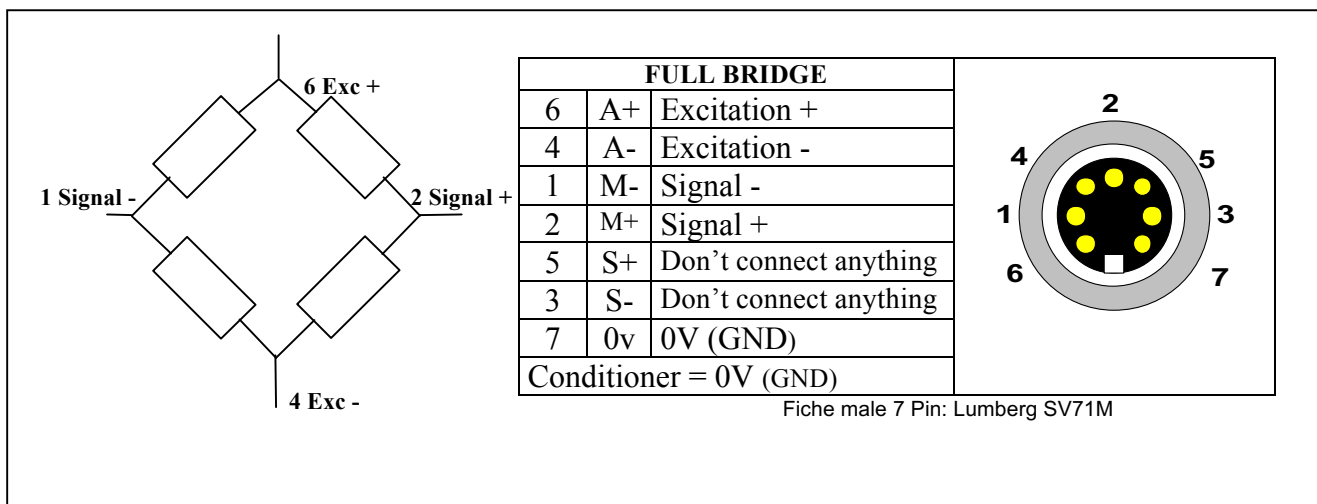 6 Exc +
1 Signal -
2 Signal +
4 Exc -
FULL BRIDGE
6 A+ Excitation +
4 A- Excitation -
1 M- Signal -
2 M+ Signal +
5 S+ Don't connect anything
3 S- Don't connect anything
7 0v 0V (GND)
Conditioner = 0V (GND)
2
4 5
1 3
6 7
Fiche male 7 Pin: Lumberg SV71M